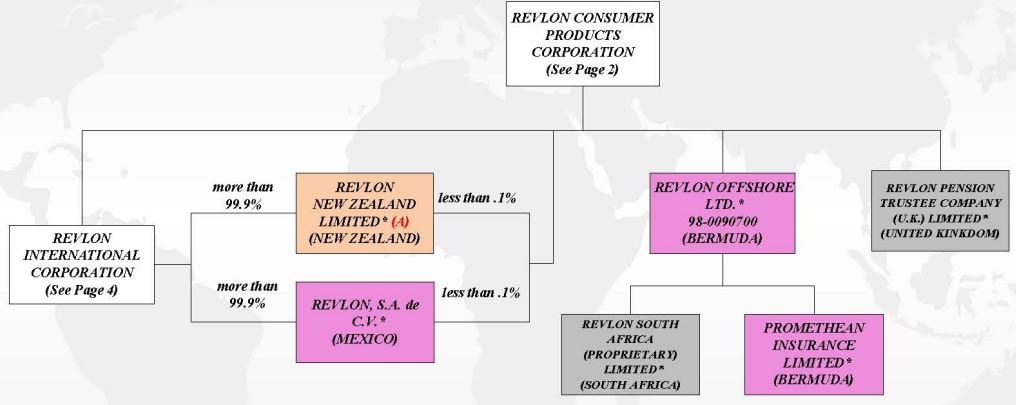 REVLON CONSUMER
PRODUCTS
CORPORATION
(See Page 2)
more than
99.9%
REVLON
NEW ZEALAND
LIMITED* (A)
(NEW ZEALAND)
less than .1%
REVLON OFFSHORE
LTD.*
98-0090700
(BERMUDA)
REVLON PENSION
TRUSTEE COMPANY
(U.K.) LIMITED*
(UNITED KINKDOM)
REVLON
INTERNATIONAL
CORPORATION
(See Page 4)
more than
99.9%
REVLON, S.A. de
C.V.*
(MEXICO)
less than .1%
REVLON SOUTH
AFRICA
(PROPRIETARY)
LIMITED*
(SOUTH AFRICA)
PROMETHEAN
INSURANCE
LIMITED*
(BERMUDA)